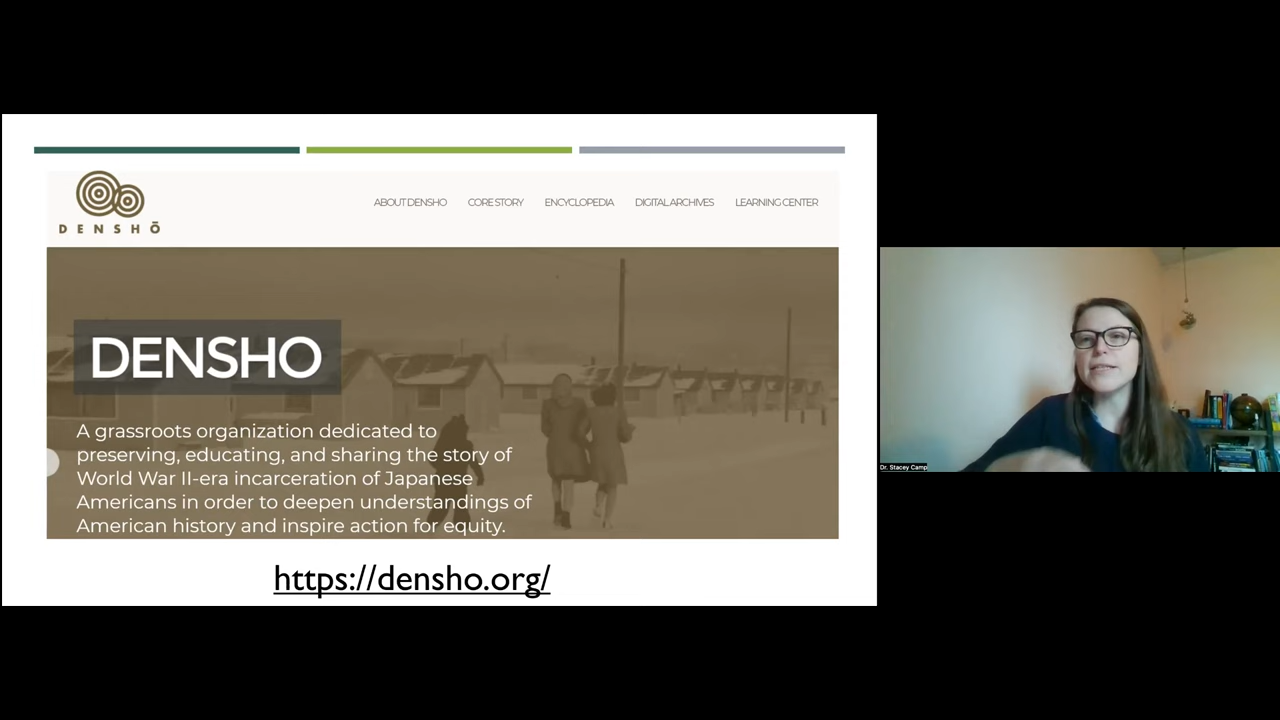 DENSHŌ
ABOUT DENSHO CORE STORY ENCYCLOPEDIA DIGITAL ARCHIVES LEARNING CENTER
DENSHO
A grassroots organization dedicated to
preserving, educating, and sharing the story of
World War II-era incarceration of Japanese
Americans in order to deepen understandings of
American history and inspire action for equity.
https://densho.org/
Dr. Stacey Camp